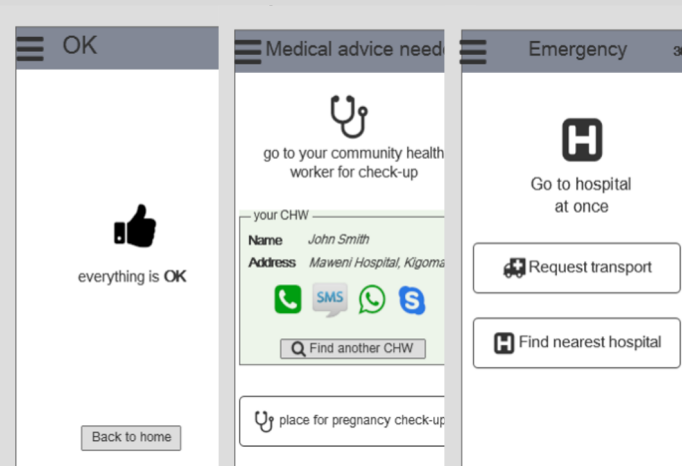 OK
everything is OK
Back to home
Medical advice need
go to your community health
worker for check-up
your CHW
Name John Smith
Address Maweni Hospital, Kigoma
SMS
Find another CHW
place for pregnancy check-up
Emergency
H
Go to hospital
at once
Request transport
H Find nearest hospital